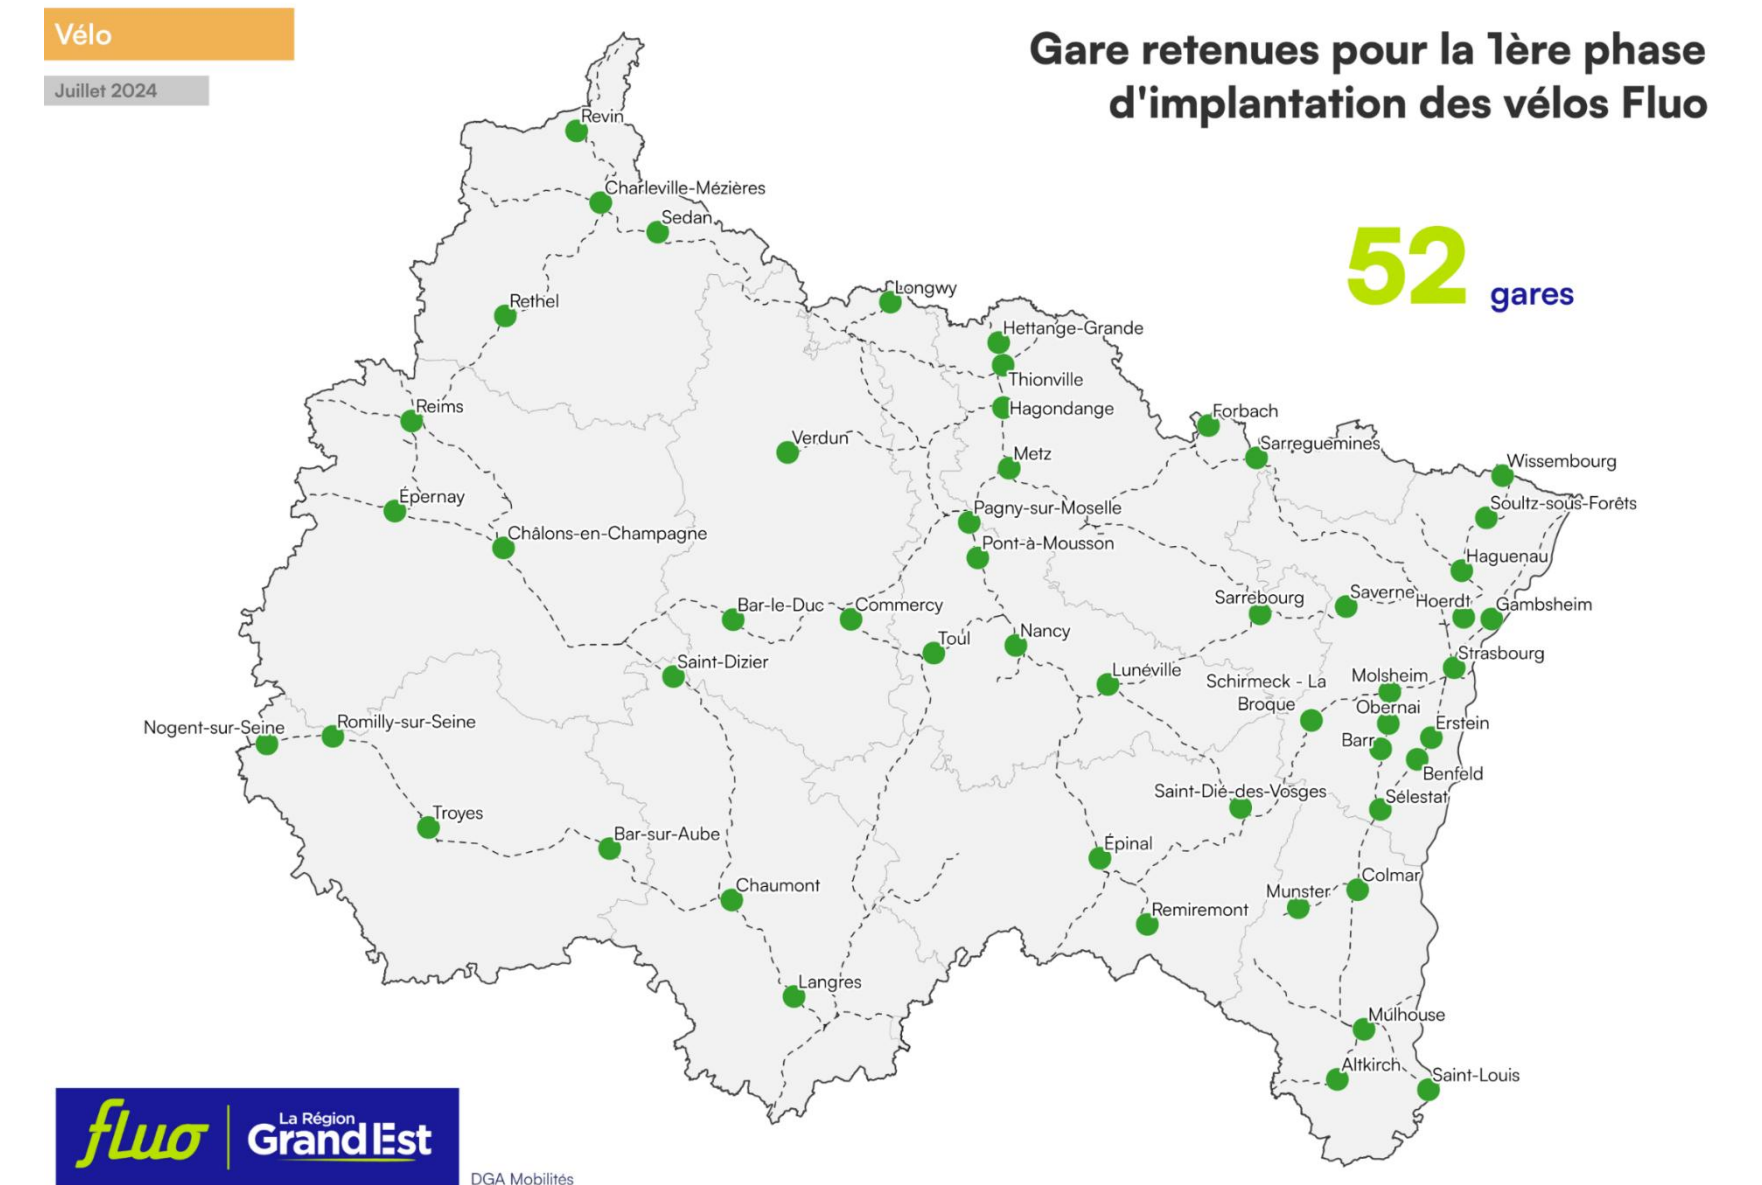 Vélo
Juillet 2024
Gare retenues pour la 1ère phase
d'implantation des vélos Fluo
52 gares
Revin
Charleville-Mézières
Sedan
Rethel
Longwy
Hettange-Grande
Thionville
Hagondange
Reims
Forbach
Verdun
Sarreguemines
Metz
Wissembourg
Épernay
Soultz-sous-Forêts
Pagny-sur-Moselle
Châlons-en-Champagne
Pont-à-Mousson
Haguenau
Saverne
Sarrebourg
Hoerdt
Gambsheim
Bar-le-Duc
Commercy
Nancy
Toul
Strasbourg
Saint-Dizier
Lunéville
Molsheim
Schirmeck - La
Broque
Obernai
Nogent-sur-Seine
Romilly-sur-Seine
Erstein
Barr
Benfeld
Saint-Dié-des-Vosges
Sélestat
Troyes
Bar-sur-Aube
Épinal
Colmar
Chaumont
Munster
Remiremont
Langres
Mulhouse
Altkirch
Saint-Louis
fluo
La Région
GrandEst
DGA Mobilités